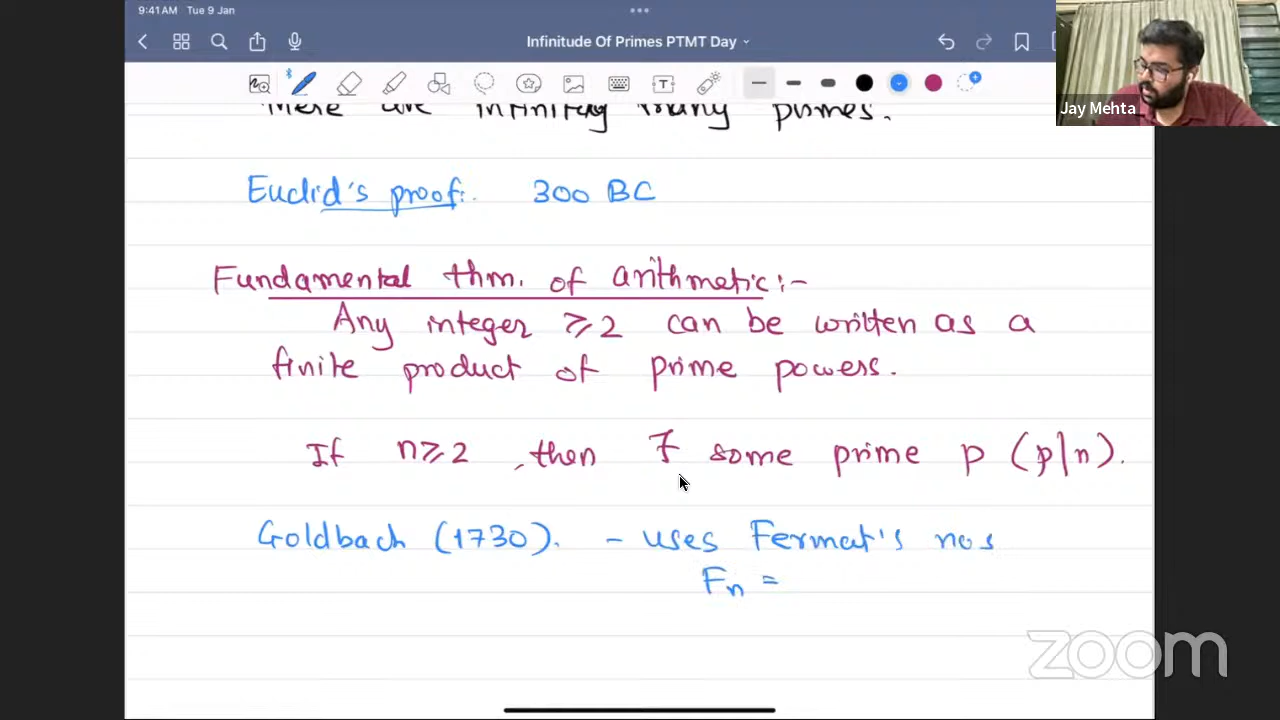 9:41 AM Tue 9 Jan
Infinitude Of Primes PTMT Day
Jay Mehta
There are infinitely many primes.
Euclid's proof:. 300 BC
Fundamental thm. of arithmetic:-
Any integer ≥2 can be written as a
finite product of prime powers.
If n≥2, then ∃ some prime p (p|n).
Goldbach (1730). - uses Fermat's nos
Fn =
zoom